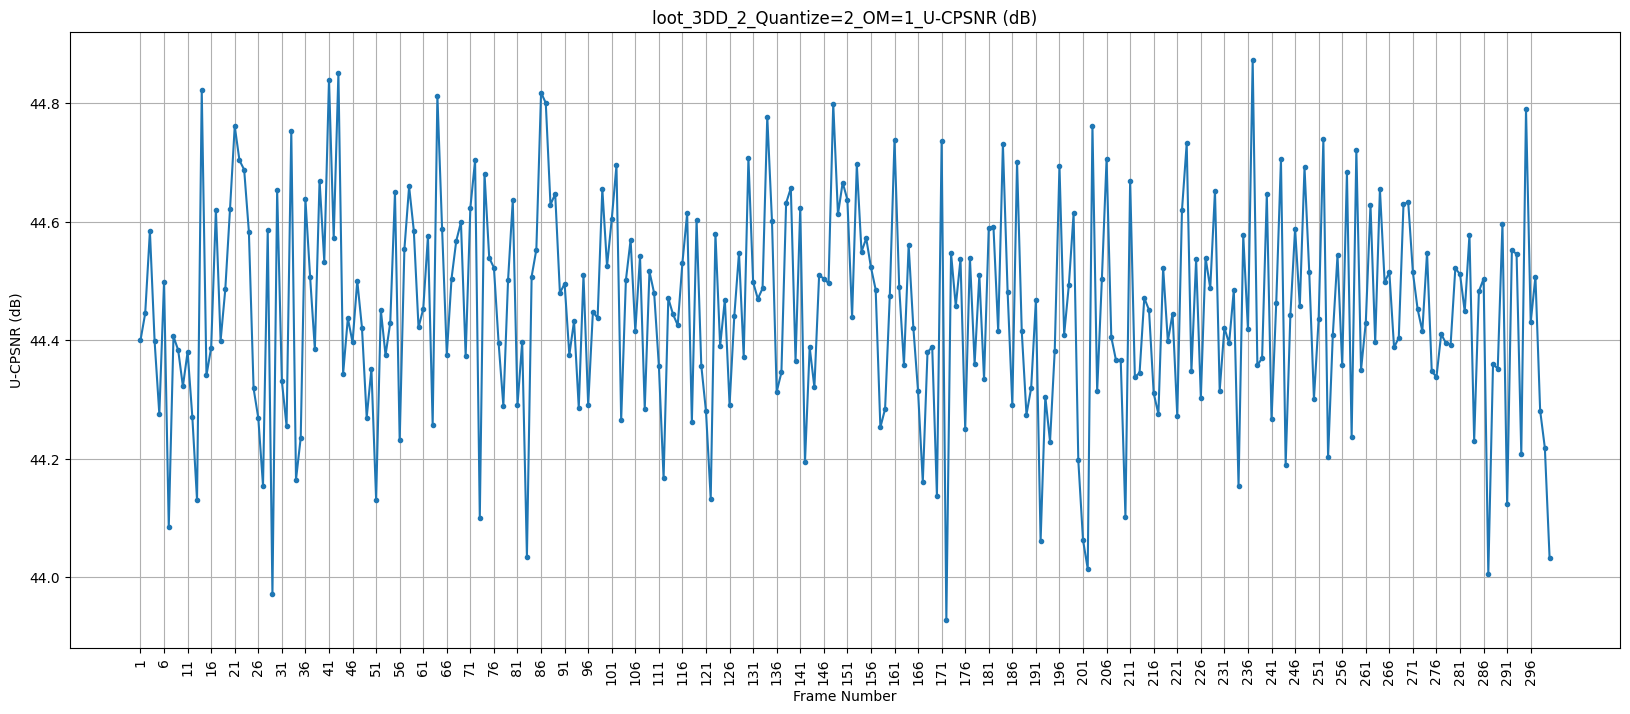 loot_3DD_2_Quantize=2_OM=1_U-CPSNR (dB)
U-CPSNR (dB)
44.8
44.6
44.4
44.2
44.0
1 6 11 16 21 26 31 36 41 46 51 56 61 66 71 76 81 86 91 96 101 106 111 116 121 126 131 136 141 146 151 156 161 166 171 176 181 186 191 196 201 206 211 216 221 226 231 236 241 246 251 256 261 266 271 276 281 286 291 296
Frame Number